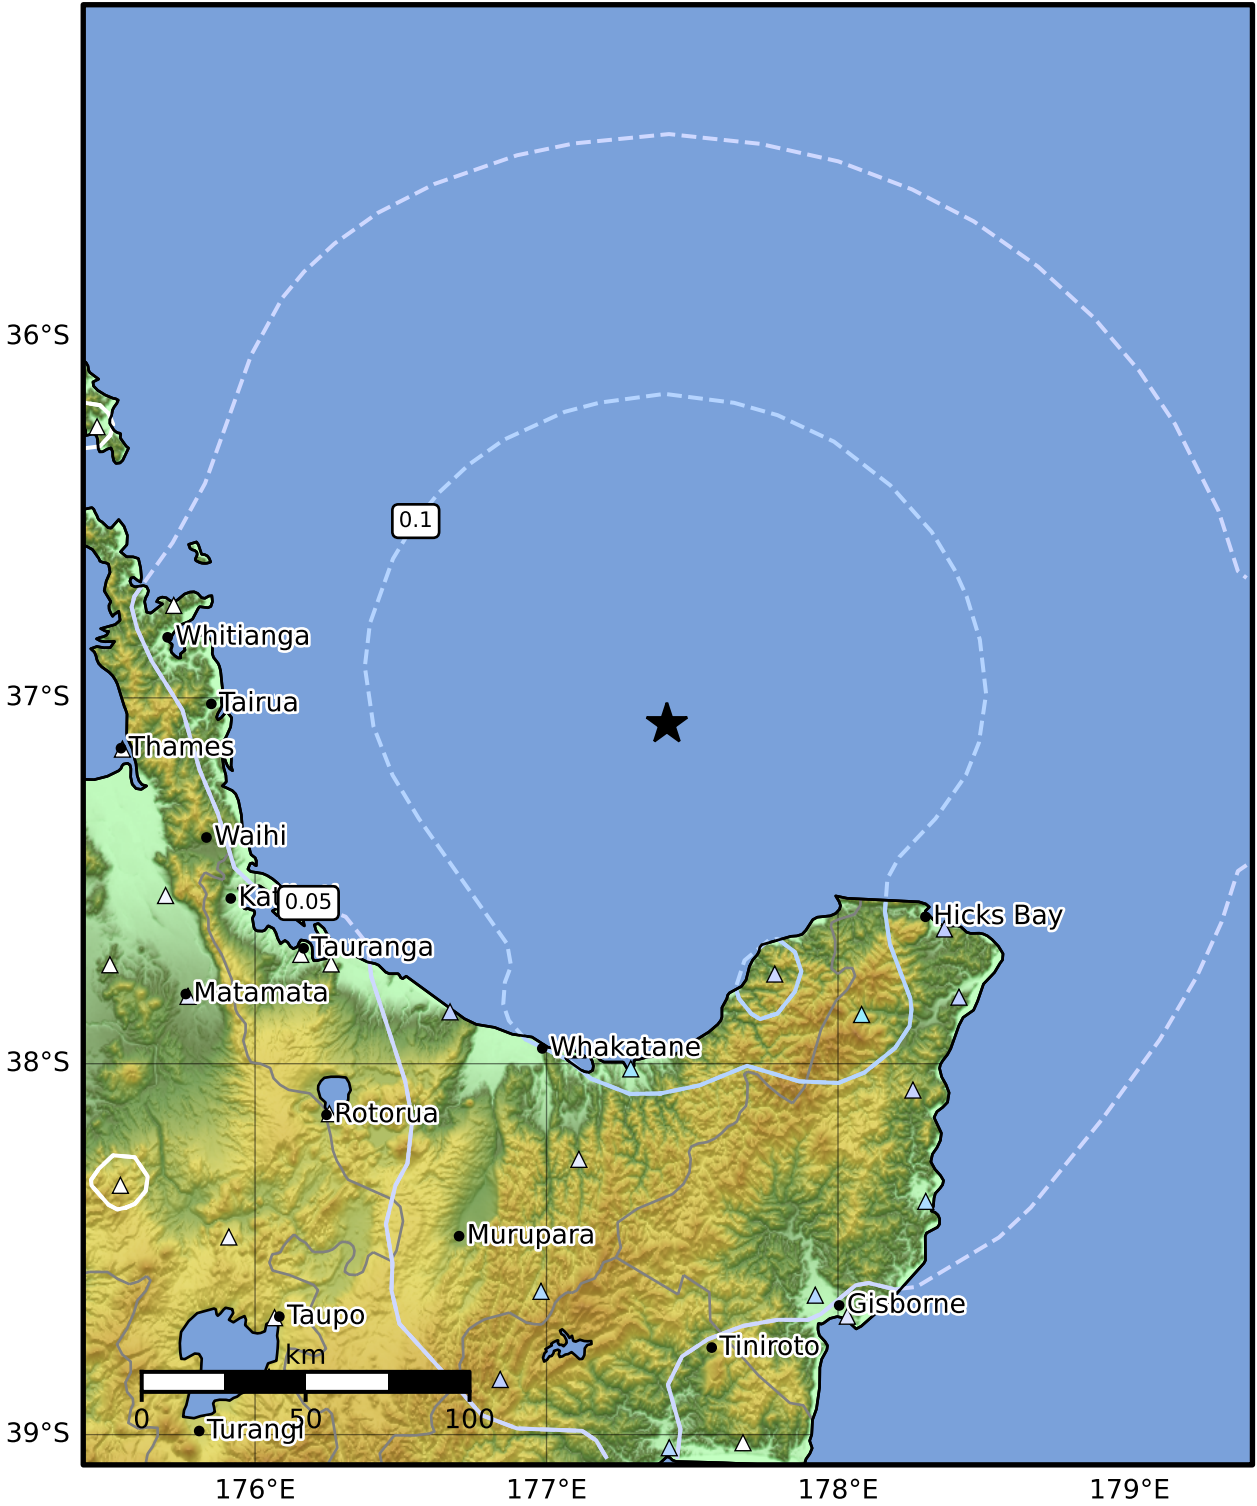 36°S
0.1
Whitianga
37°S
Tairua
Thames
Waihi
0.05
Hicks Bay
Tauranga
Matamata
Whakatane
38°S
Rotorua
Murupara
Gisborne
Taupo
Tiniroto
km
0 50 100
Turangi
39°S
176°E 177°E 178°E 179°E